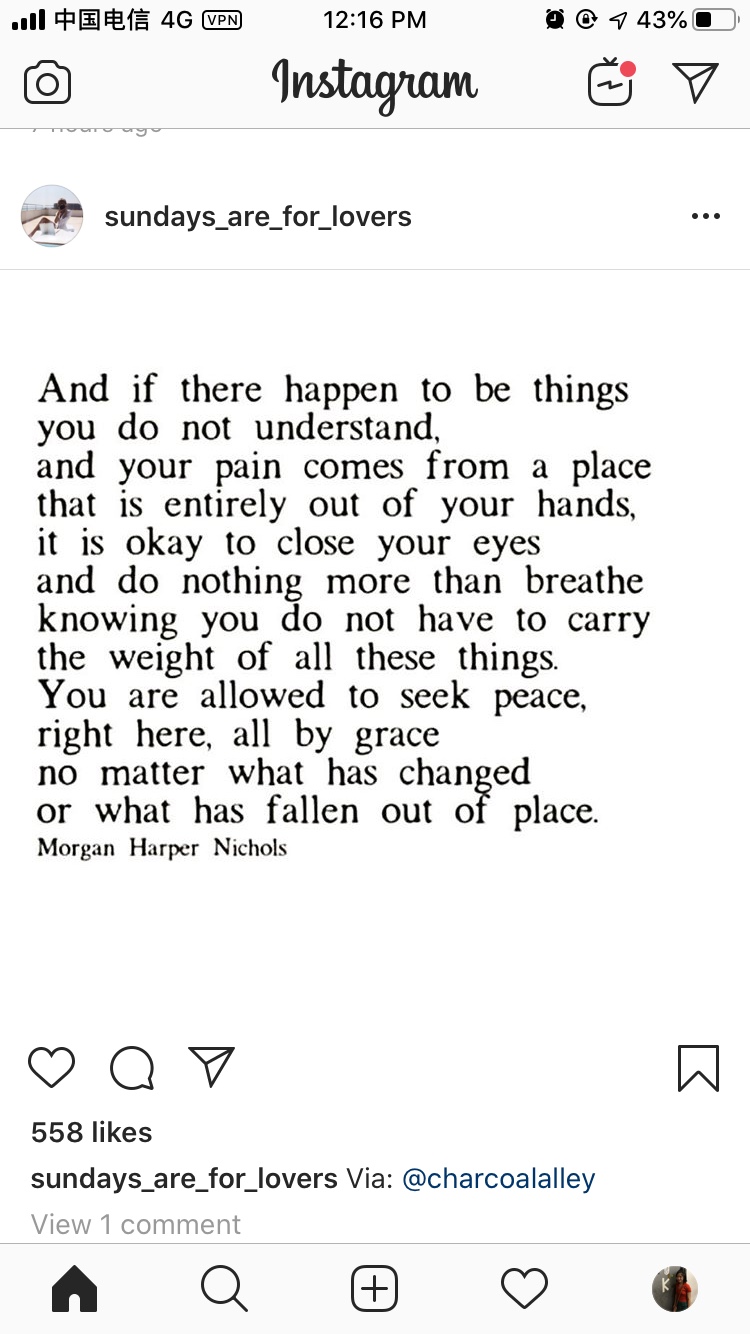 中国电信 4G VPN 12:16 PM 43%
Instagram
7 hours ago
sundays_are_for_lovers
And if there happen to be things
you do not understand,
and your pain comes from a place
that is entirely out of your hands,
it is okay to close your eyes
and do nothing more than breathe
knowing you do not have to carry
the weight of all these things.
You are allowed to seek peace,
right here, all by grace
no matter what has changed
or what has fallen out of place.
Morgan Harper Nichols
558 likes
sundays_are_for_lovers Via: @charcoalalley
View 1 comment